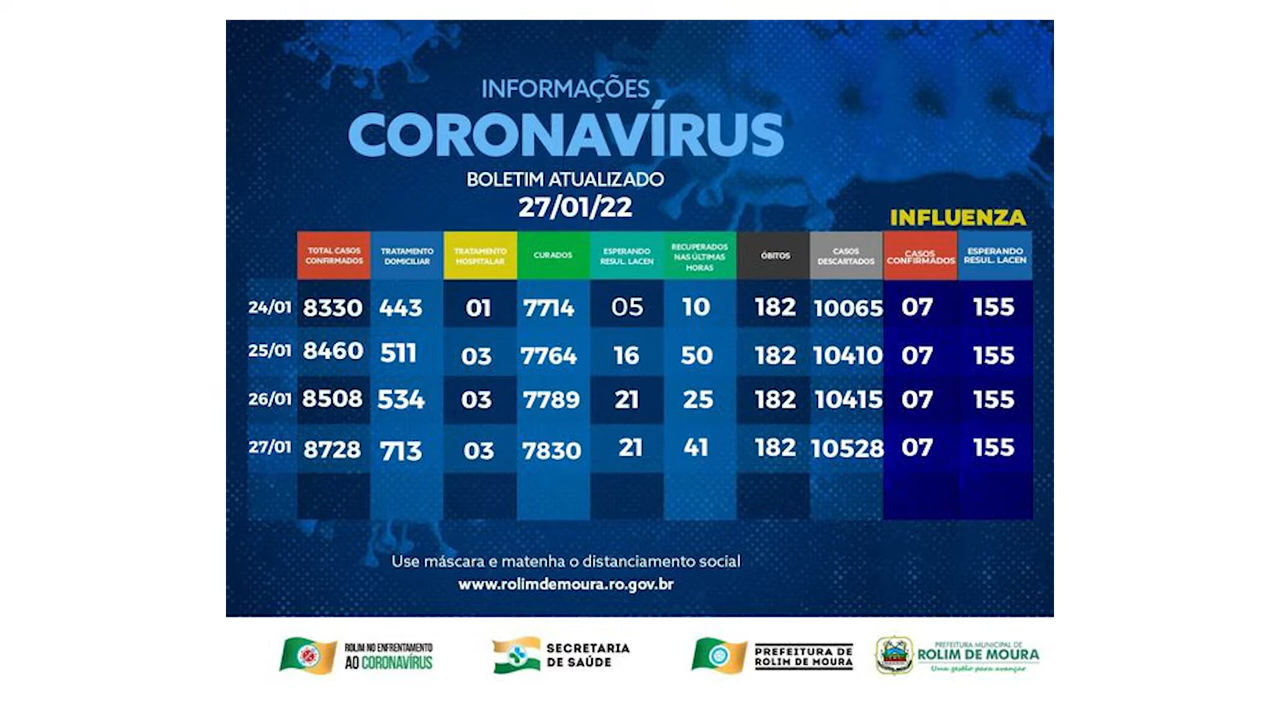 INFORMAÇÕES
CORONAVÍRUS
BOLETIM ATUALIZADO
27/01/22
INFLUENZA
TOTAL CASOS CONFIRMADOS TRATAMENTO DOMICILIAR TRATAMENTO HOSPITALAR CURADOS ESPERANDO RESUL. LACEN RECUPERADOS NAS ÚLTIMAS HORAS ÓBITOS CASOS DESCARTADOS CASOS CONFIRMADOS ESPERANDO RESUL. LACEN
24/01 8330 443 01 7714 05 10 182 10065 07 155
25/01 8460 511 03 7764 16 50 182 10410 07 155
26/01 8508 534 03 7789 21 25 182 10415 07 155
27/01 8728 713 03 7830 21 41 182 10528 07 155
Use máscara e matenha o distanciamento social
www.rolimdemoura.ro.gov.br
ROLIM NO ENFRENTAMENTO
AO CORONAVÍRUS
SECRETARIA
DE SAÚDE
PREFEITURA DE
ROLIM DE MOURA
PREFEITURA MUNICIPAL DE
ROLIM DE MOURA
Uma gestão para avançar